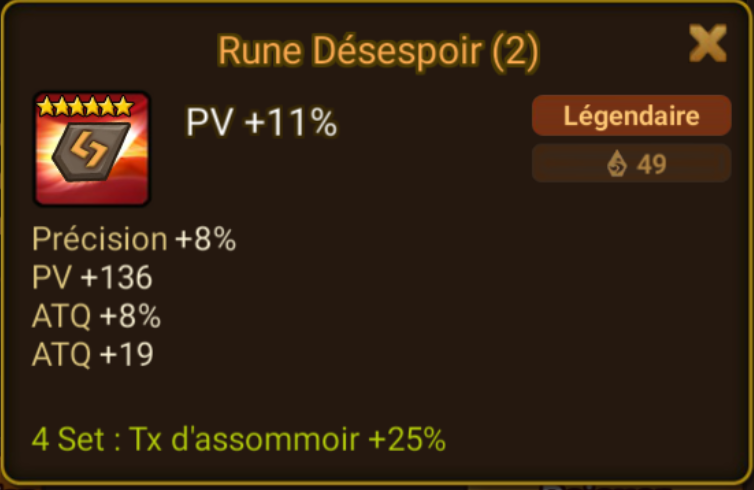 Rune Désespoir (2)
PV +11%
Légendaire
49
Précision +8%
PV +136
ATQ +8%
ATQ +19
4 Set : Tx d'assommoir +25%